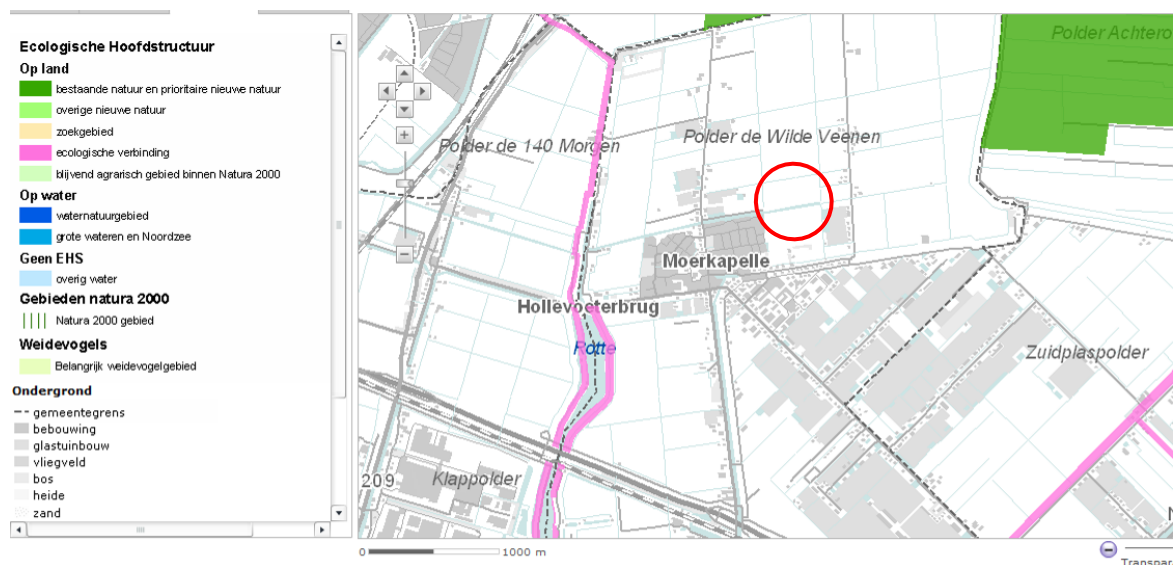 Ecologische Hoofdstructuur
Op land
bestaande natuur en prioritaire nieuwe natuur
overige nieuwe natuur
zoekgebied
ecologische verbinding
blijvend agrarisch gebied binnen Natura 2000
Op water
waternatuurgebied
grote wateren en Noordzee
Geen EHS
overig water
Gebieden natura 2000
Natura 2000 gebied
Weidevogels
Belangrijk weidevogelgebied
Ondergrond
gemeentegrens
bebouwing
glastuinbouw
vliegveld
bos
heide
zand
Polder Achtero
Polder de Wilde Veenen
Polder de 140 Morgen
Moerkapelle
Hollevoeterbrug
Rotte
Zuidplaspolder
Klappolder
209
N
0 1000 m
Transpar